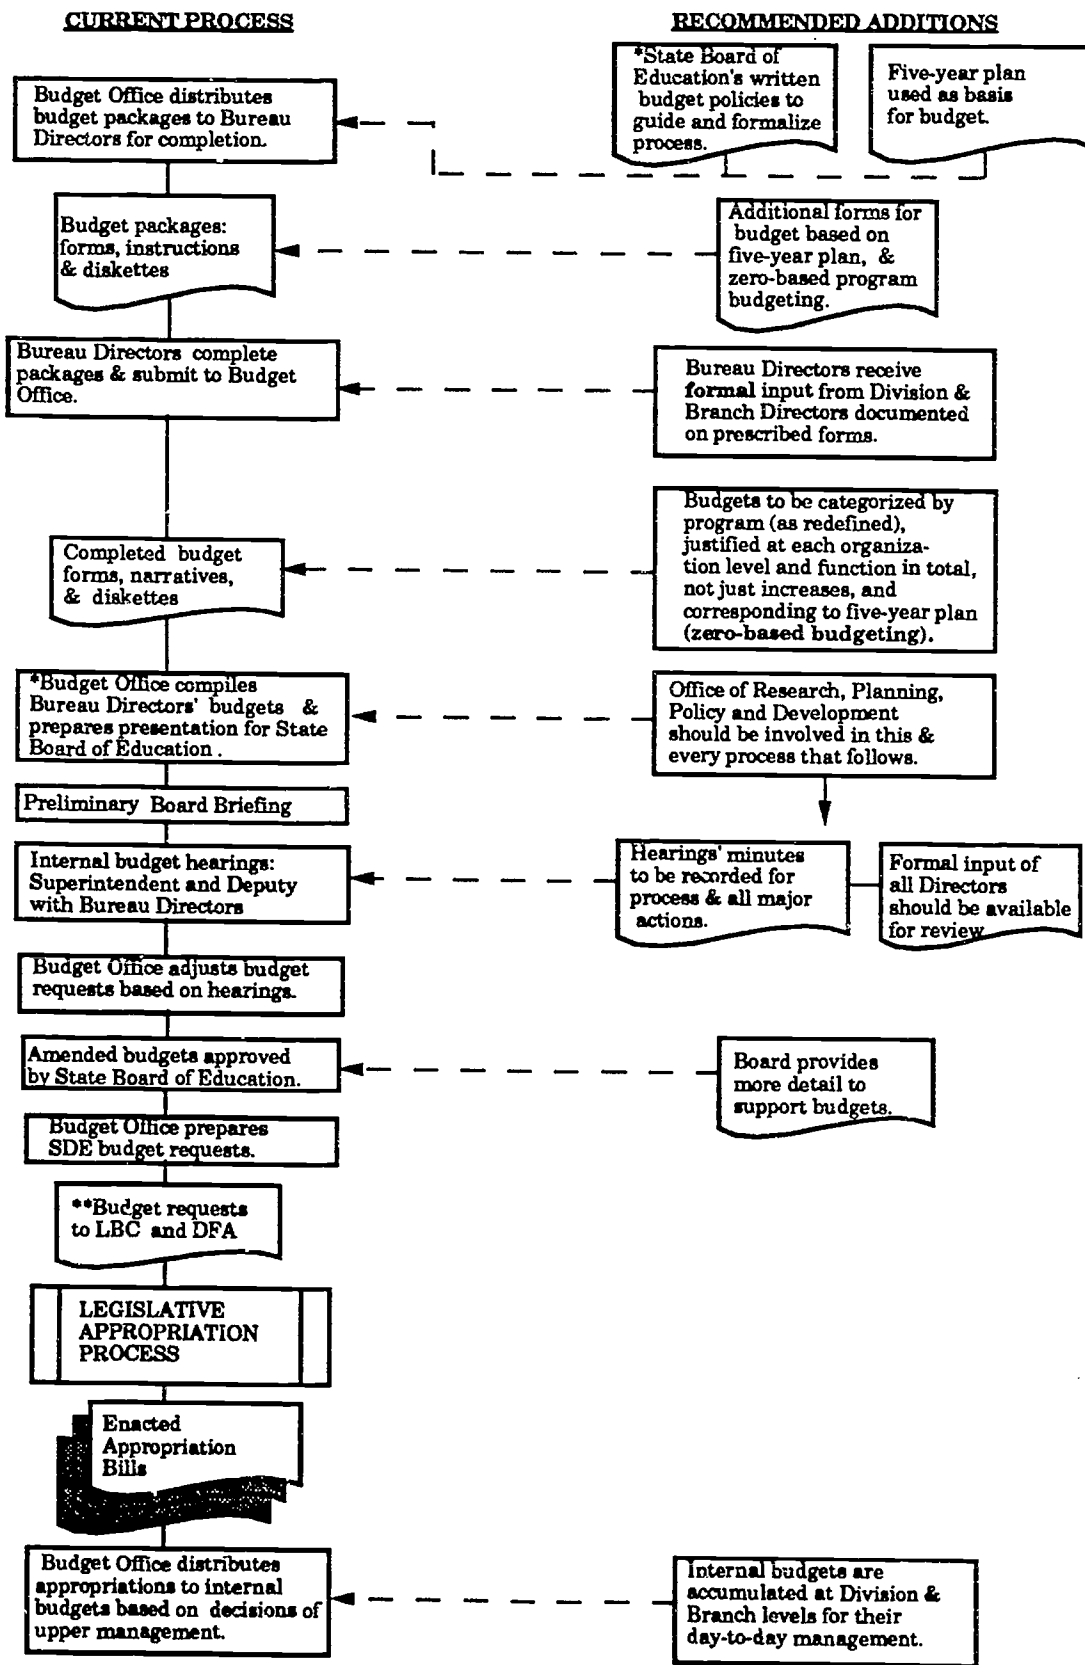 CURRENT PROCESS
RECOMMENDED ADDITIONS
Budget Office distributes
budget packages to Bureau
Directors for completion.
*State Board of
Education's written
budget policies to
guide and formalize
process.
Five-year plan
used as basis
for budget.
Budget packages:
forms, instructions
& diskettes
Additional forms for
budget based on
five-year plan, &
zero-based program
budgeting.
Bureau Directors complete
packages & submit to Budget
Office.
Bureau Directors receive
formal input from Division &
Branch Directors documented
on prescribed forms.
Completed budget
forms, narratives,
& diskettes
Budgets to be categorized by
program (as redefined),
justified at each organiza-
tion level and function in total,
not just increases, and
corresponding to five-year plan
(zero-based budgeting).
*Budget Office compiles
Bureau Directors' budgets &
prepares presentation for State
Board of Education .
Office of Research, Planning,
Policy and Development
should be involved in this &
every process that follows.
Preliminary Board Briefing
Internal budget hearings:
Superintendent and Deputy
with Bureau Directors
Hearings' minutes
to be recorded for
process & all major
actions.
Formal input of
all Directors
should be available
for review
Budget Office adjusts budget
requests based on hearings.
Amended budgets approved
by State Board of Education.
Board provides
more detail to
support budgets.
Budget Office prepares
SDE budget requests.
**Budget requests
to LBC and DFA
LEGISLATIVE
APPROPRIATION
PROCESS
Enacted
Appropriation
Bills
Budget Office distributes
appropriations to internal
budgets based on decisions of
upper management.
Internal budgets are
accumulated at Division &
Branch levels for their
day-to-day management.